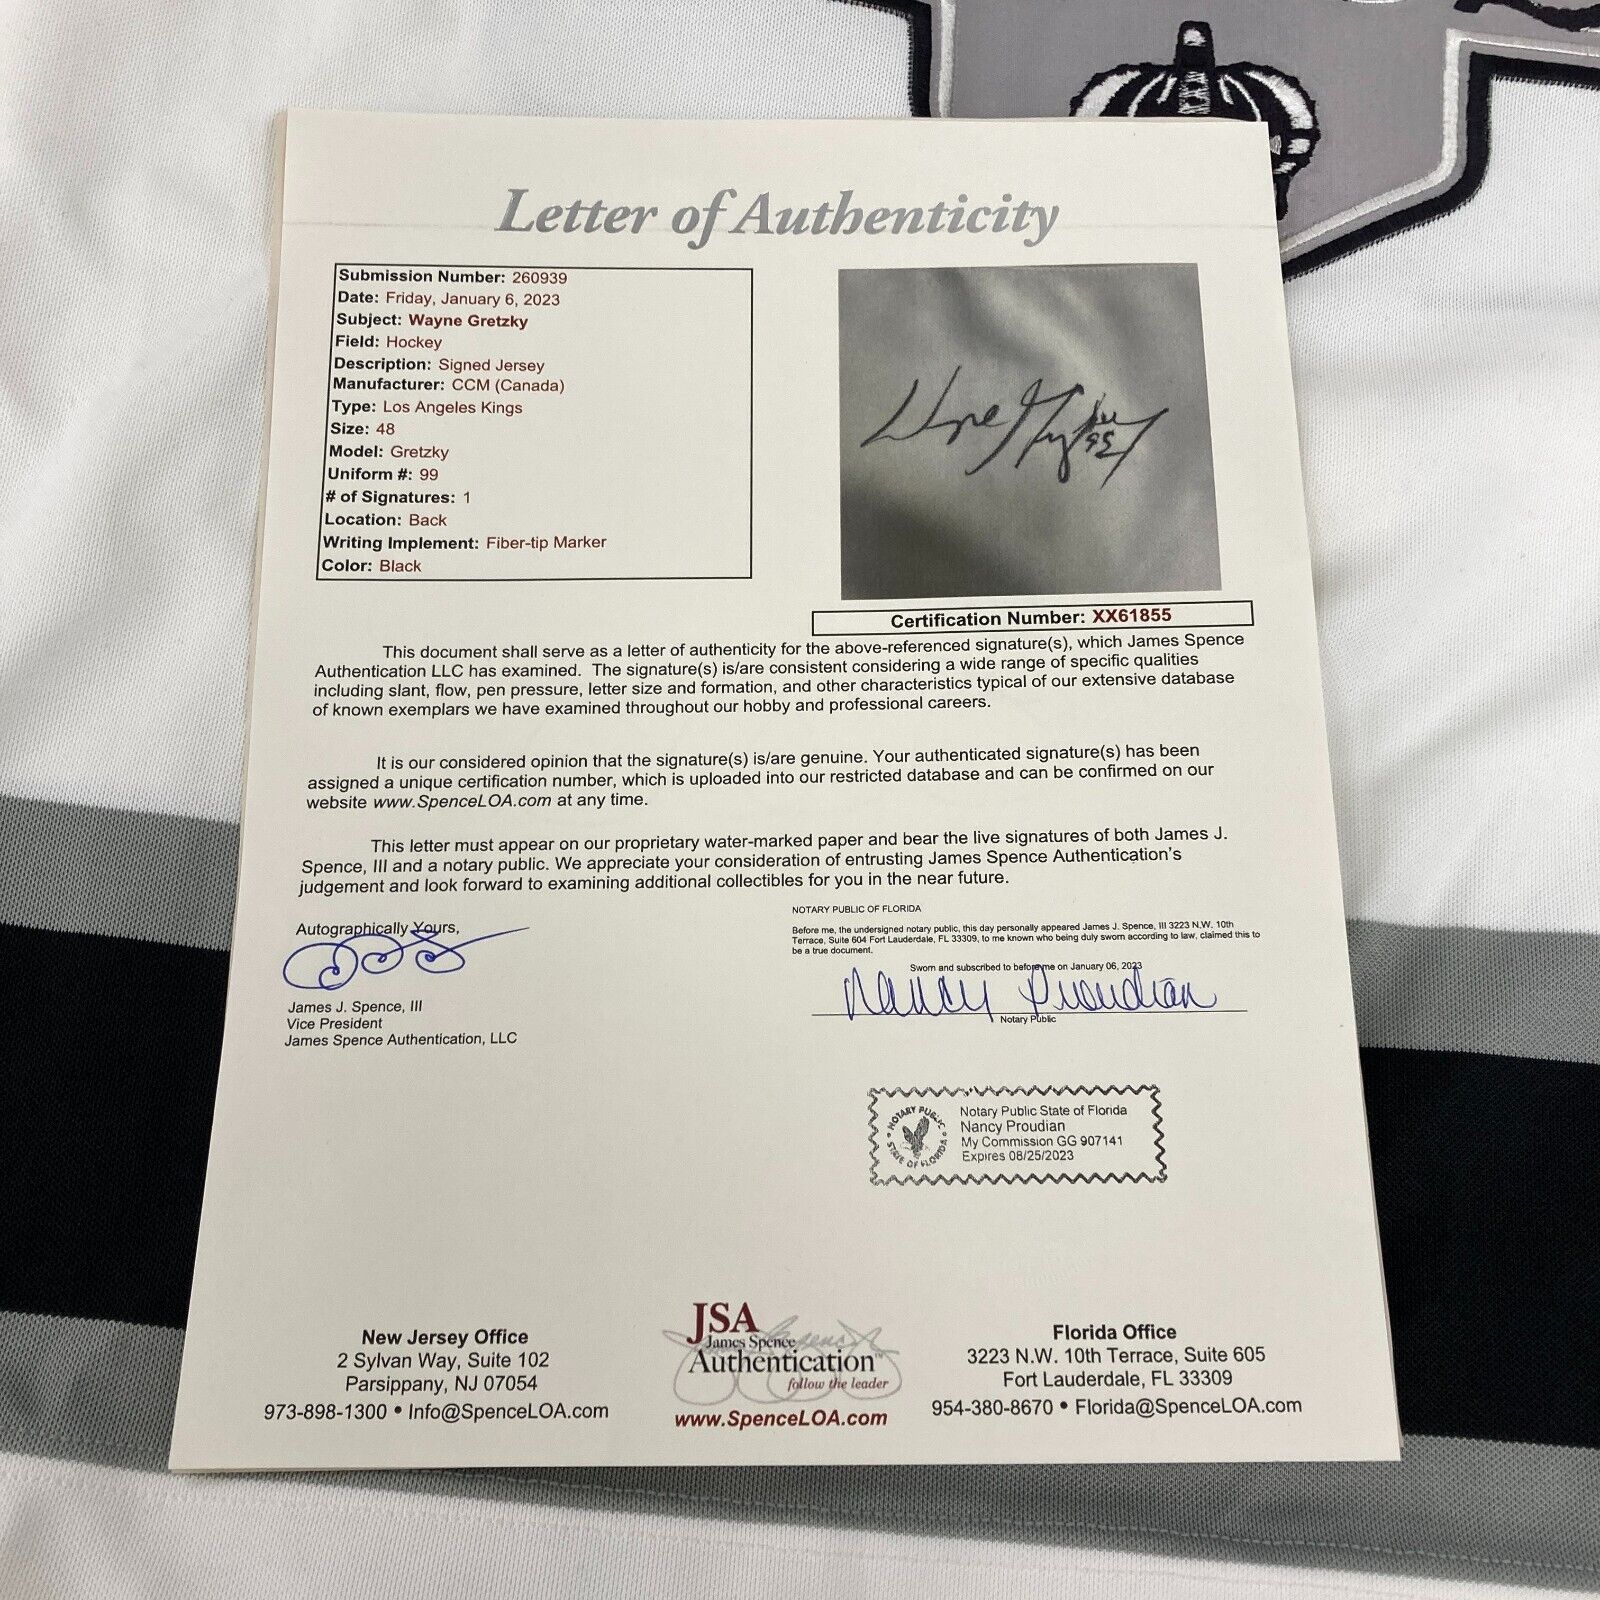 Letter of Authenticity
Submission Number: 260939
Date: Friday, January 6, 2023
Subject: Wayne Gretzky
Field: Hockey
Description: Signed Jersey
Manufacturer: CCM (Canada)
Type: Los Angeles Kings
Size: 48
Model: Gretzky
Uniform #: 99
# of Signatures: 1
Location: Back
Writing Implement: Fiber-tip Marker
Color: Black
Wayne Gretzky
99
Certification Number: XX61855
This document shall serve as a letter of authenticity for the above-referenced signature(s), which James Spence
Authentication LLC has examined. The signature(s) is/are consistent considering a wide range of specific qualities
including slant, flow, pen pressure, letter size and formation, and other characteristics typical of our extensive database
of known exemplars we have examined throughout our hobby and professional careers.
It is our considered opinion that the signature(s) is/are genuine. Your authenticated signature(s) has been
assigned a unique certification number, which is uploaded into our restricted database and can be confirmed on our
website www.SpenceLOA.com at any time.
This letter must appear on our proprietary water-marked paper and bear the live signatures of both James J.
Spence, III and a notary public. We appreciate your consideration of entrusting James Spence Authentication's
judgement and look forward to examining additional collectibles for you in the near future.
Autographically Yours,
James J. Spence, III
Vice President
James Spence Authentication, LLC
NOTARY PUBLIC OF FLORIDA
Before me, the undersigned notary public, this day personally appeared James J. Spence, III 3223 N.W. 10th
Terrace, Suite 604 Fort Lauderdale, FL 33309, to me known who being duly sworn according to law, claimed this to
be a true document.
Sworn and subscribed to before me on January 06, 2023
Nancy Proudian
Notary Public
NOTARY PUBLIC
STATE OF FLORIDA
Notary Public State of Florida
Nancy Proudian
My Commission GG 907141
Expires 08/25/2023
New Jersey Office
2 Sylvan Way, Suite 102
Parsippany, NJ 07054
973-898-1300 • Info@SpenceLOA.com
JSA
James Spence
Authentication™
follow the leader
www.SpenceLOA.com
Florida Office
3223 N.W. 10th Terrace, Suite 605
Fort Lauderdale, FL 33309
954-380-8670 • Florida@SpenceLOA.com